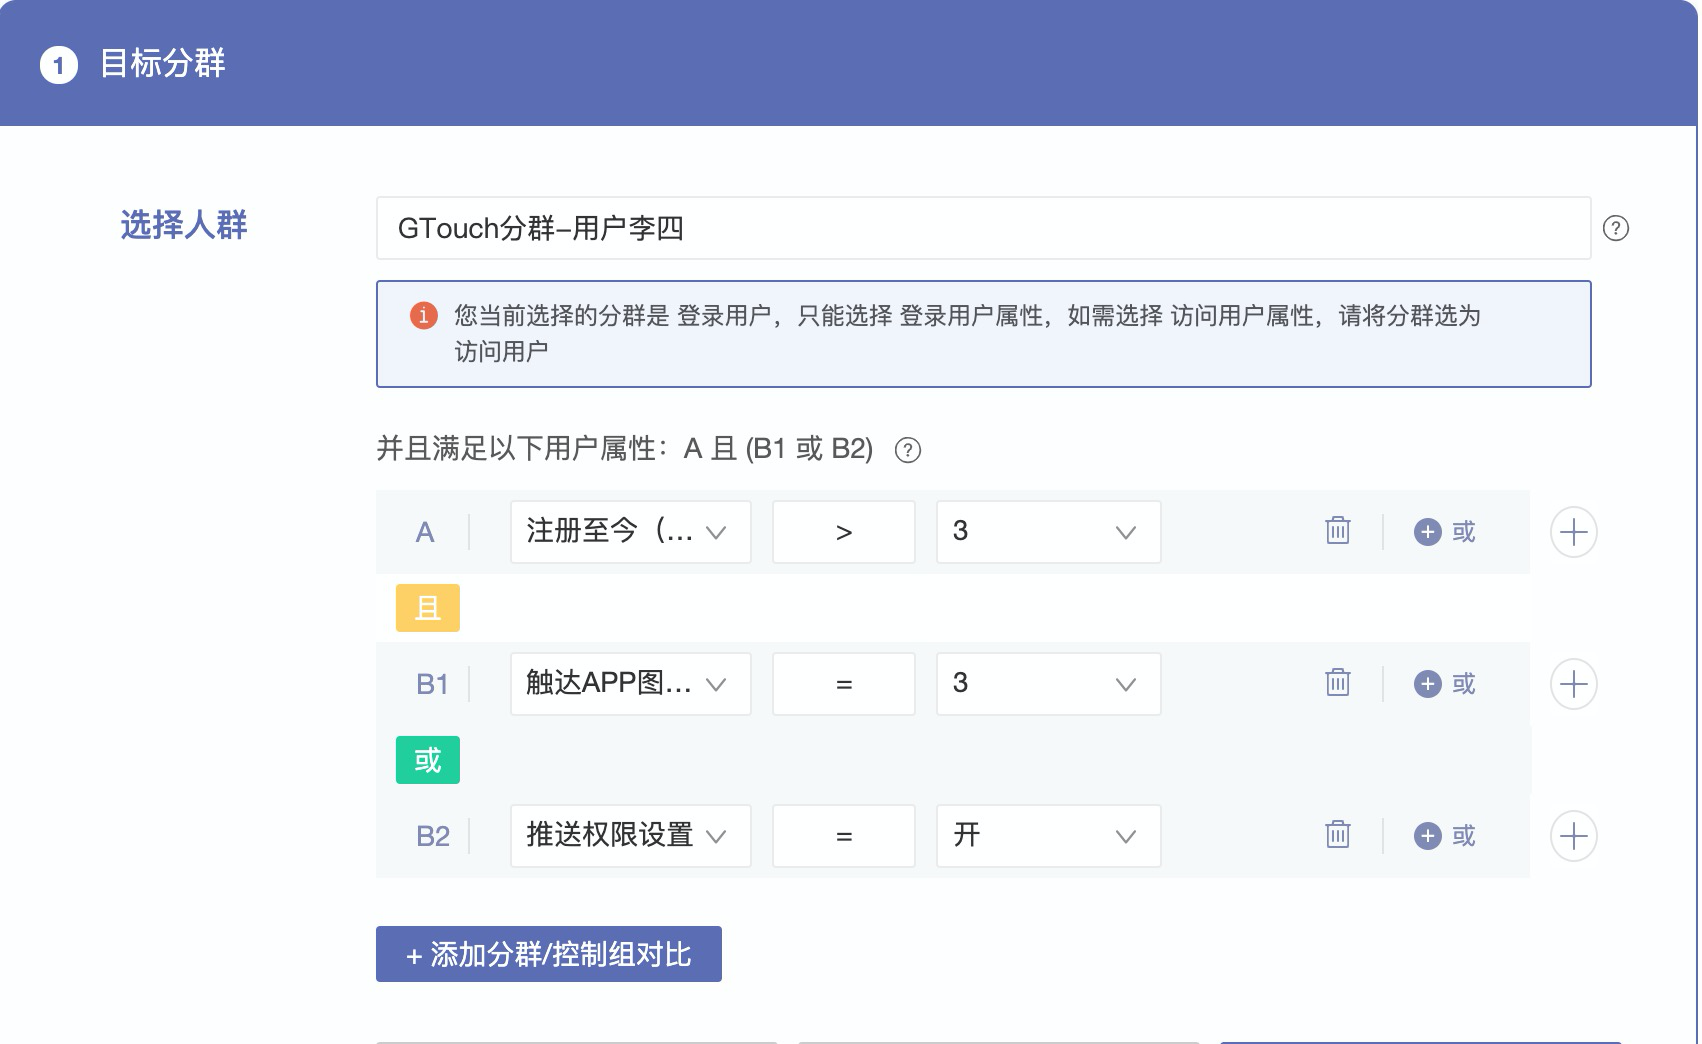 1 目标分群
选择人群
GTouch分群-用户李四
您当前选择的分群是 登录用户，只能选择 登录用户属性，如需选择 访问用户属性，请将分群选为
访问用户
并且满足以下用户属性：A 且 (B1 或 B2)
A 注册至今（... > 3 或
且
B1 触达APP图... = 3 或
或
B2 推送权限设置 = 开 或
+ 添加分群/控制组对比